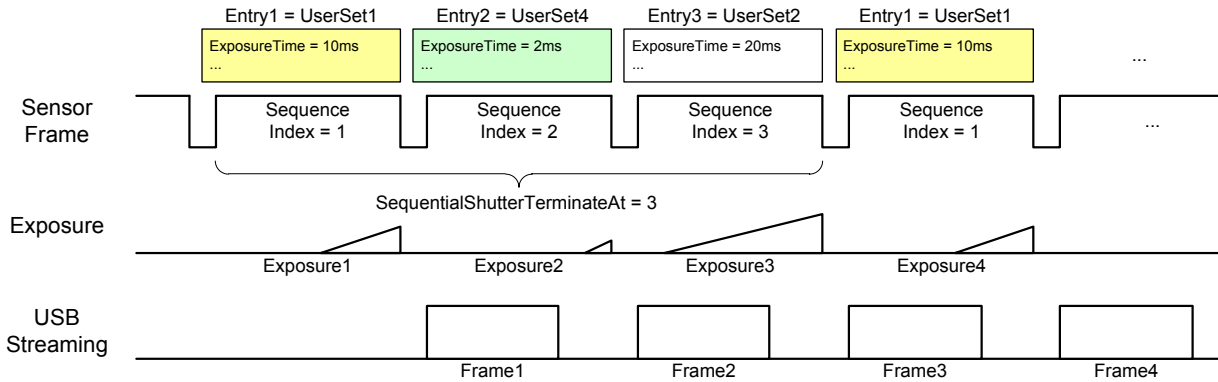 Entry1 = UserSet1
Entry2 = UserSet4
Entry3 = UserSet2
Entry1 = UserSet1
ExposureTime = 10ms
...
ExposureTime = 2ms
...
ExposureTime = 20ms
...
ExposureTime = 10ms
...
...
Sensor
Frame
Sequence
Index = 1
Sequence
Index = 2
Sequence
Index = 3
Sequence
Index = 1
...
SequentialShutterTerminateAt = 3
Exposure
Exposure1
Exposure2
Exposure3
Exposure4
USB
Streaming
Frame1
Frame2
Frame3
Frame4